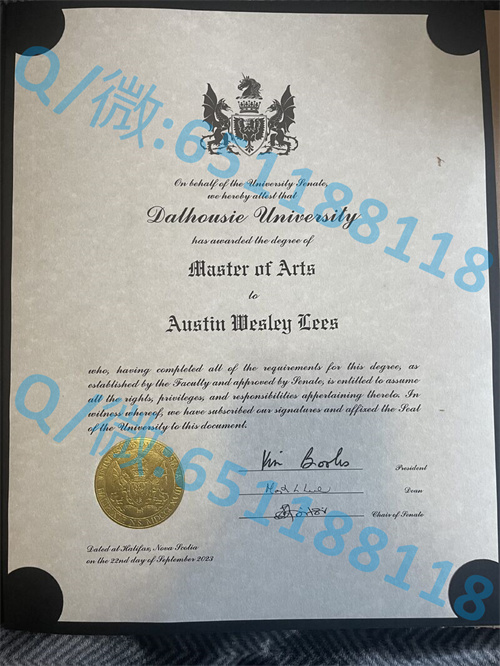 On behalf of the University Senate,
we hereby attest that
Dalhousie University
has awarded the degree of
Master of Arts
to
Austin Wesley Lees
who, having completed all of the requirements for this degree, as
established by the Faculty and approved by Senate, is entitled to assume
all the rights, privileges, and responsibilities appertaining thereto. In
witness whereof, we have subscribed our signatures and affixed the Seal
of the University to this document.
Kim Brooks
President
Dean
Chair of Senate
Dated at Halifax, Nova Scotia
on the 22nd day of September 2023
Q/微:651188118
Q/微:651188118